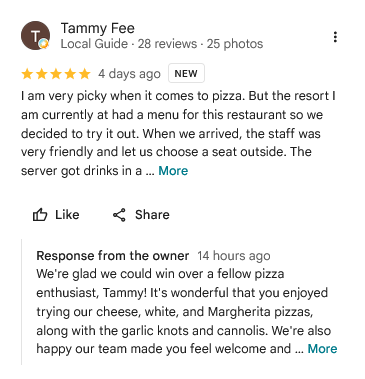 T
Tammy Fee
Local Guide · 28 reviews · 25 photos
4 days ago NEW
I am very picky when it comes to pizza. But the resort I
am currently at had a menu for this restaurant so we
decided to try it out. When we arrived, the staff was
very friendly and let us choose a seat outside. The
server got drinks in a ... More
Like Share
Response from the owner 14 hours ago
We're glad we could win over a fellow pizza
enthusiast, Tammy! It's wonderful that you enjoyed
trying our cheese, white, and Margherita pizzas,
along with the garlic knots and cannolis. We're also
happy our team made you feel welcome and ... More